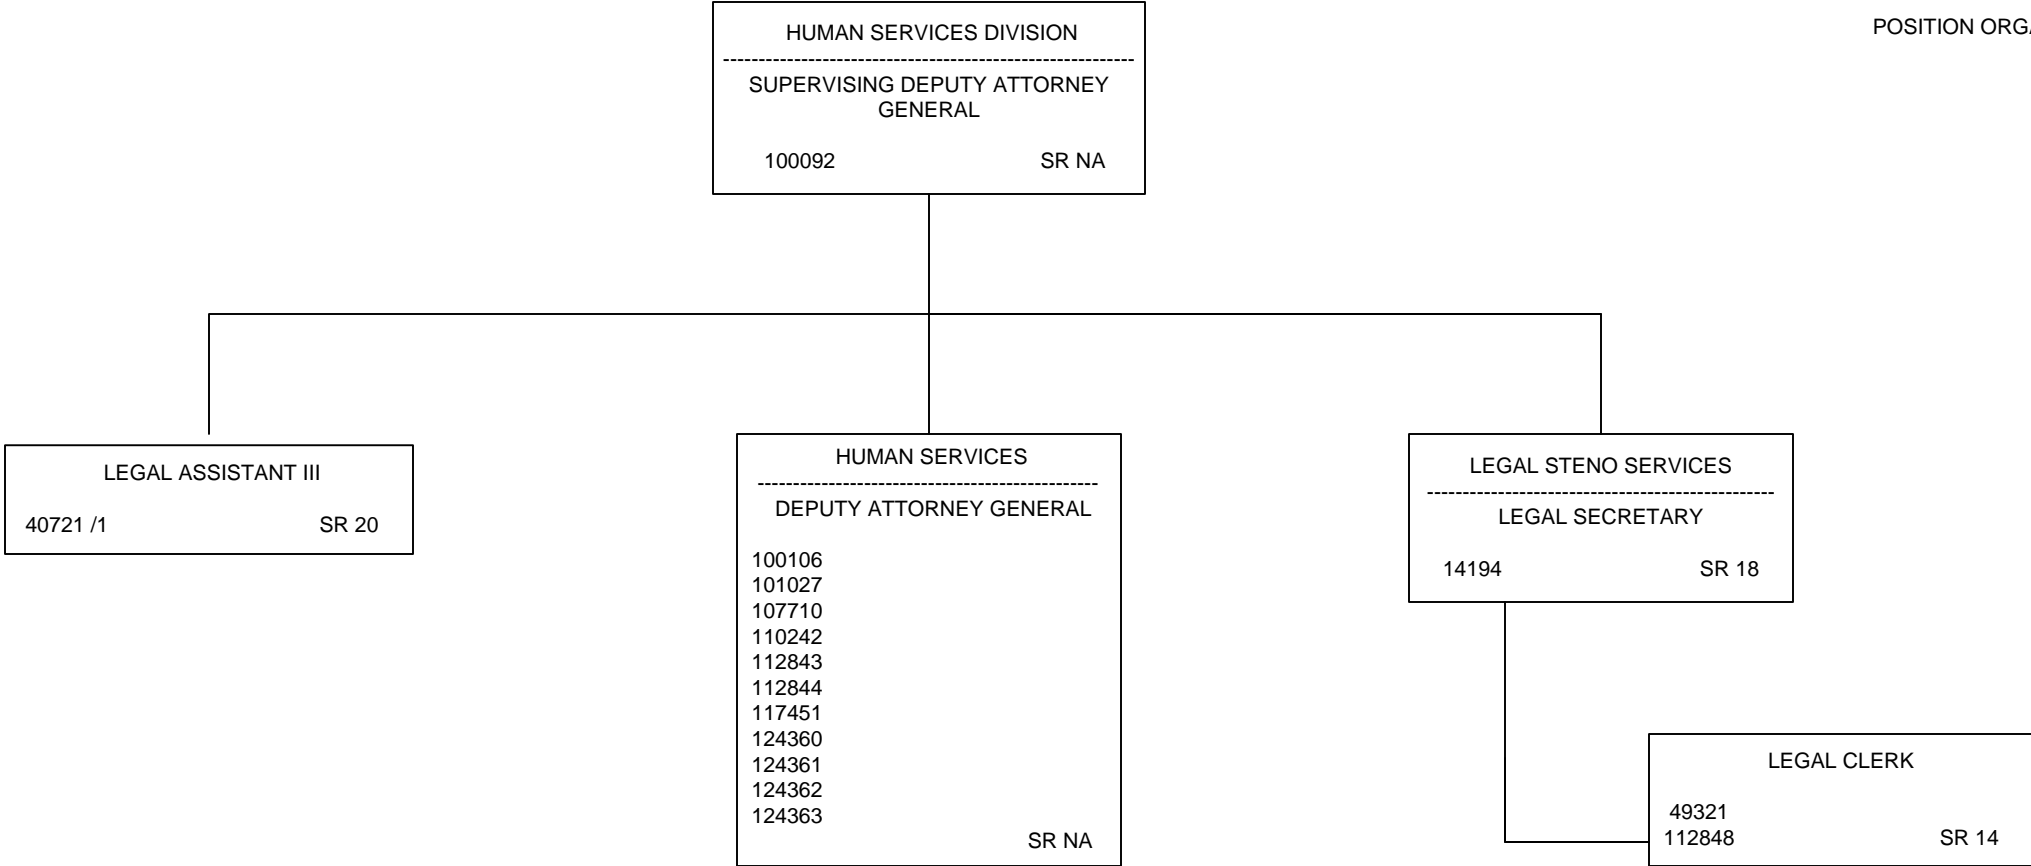 POSITION ORGA
HUMAN SERVICES DIVISION
----------------------------------------------------------
SUPERVISING DEPUTY ATTORNEY
GENERAL
100092 SR NA
LEGAL ASSISTANT III
40721 /1 SR 20
HUMAN SERVICES
------------------------------------------------
DEPUTY ATTORNEY GENERAL
100106
101027
107710
110242
112843
112844
117451
124360
124361
124362
124363
SR NA
LEGAL STENO SERVICES
-------------------------------------------------
LEGAL SECRETARY
14194 SR 18
LEGAL CLERK
49321
112848 SR 14